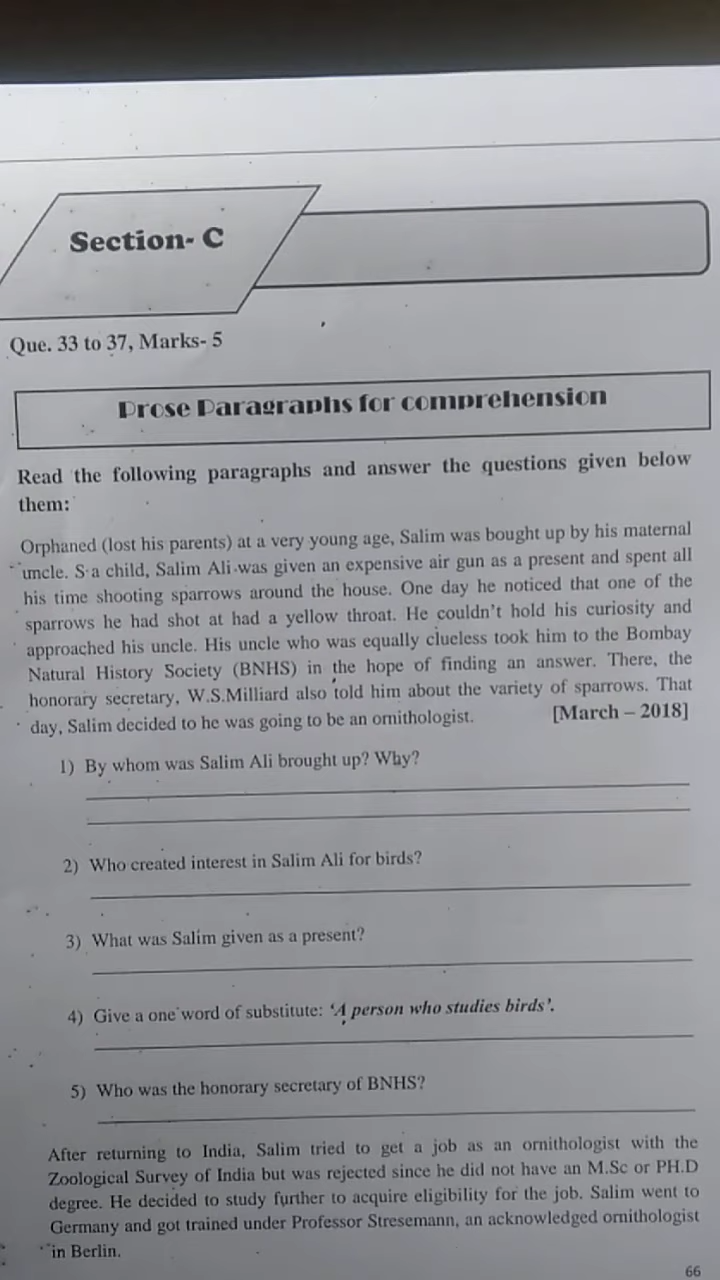 Section- C
Que. 33 to 37, Marks- 5
Prose Paragraphs for comprehension
Read the following paragraphs and answer the questions given below
them:
Orphaned (lost his parents) at a very young age, Salim was bought up by his maternal
uncle. S a child, Salim Ali was given an expensive air gun as a present and spent all
his time shooting sparrows around the house. One day he noticed that one of the
sparrows he had shot at had a yellow throat. He couldn't hold his curiosity and
approached his uncle. His uncle who was equally clueless took him to the Bombay
Natural History Society (BNHS) in the hope of finding an answer. There, the
honorary secretary, W.S.Milliard also told him about the variety of sparrows. That
day, Salim decided to he was going to be an ornithologist. [March – 2018]
1) By whom was Salim Ali brought up? Why?
2) Who created interest in Salim Ali for birds?
3) What was Salim given as a present?
4) Give a one word of substitute: 'A person who studies birds'.
5) Who was the honorary secretary of BNHS?
After returning to India, Salim tried to get a job as an ornithologist with the
Zoological Survey of India but was rejected since he did not have an M.Sc or PH.D
degree. He decided to study further to acquire eligibility for the job. Salim went to
Germany and got trained under Professor Stresemann, an acknowledged ornithologist
in Berlin.
66